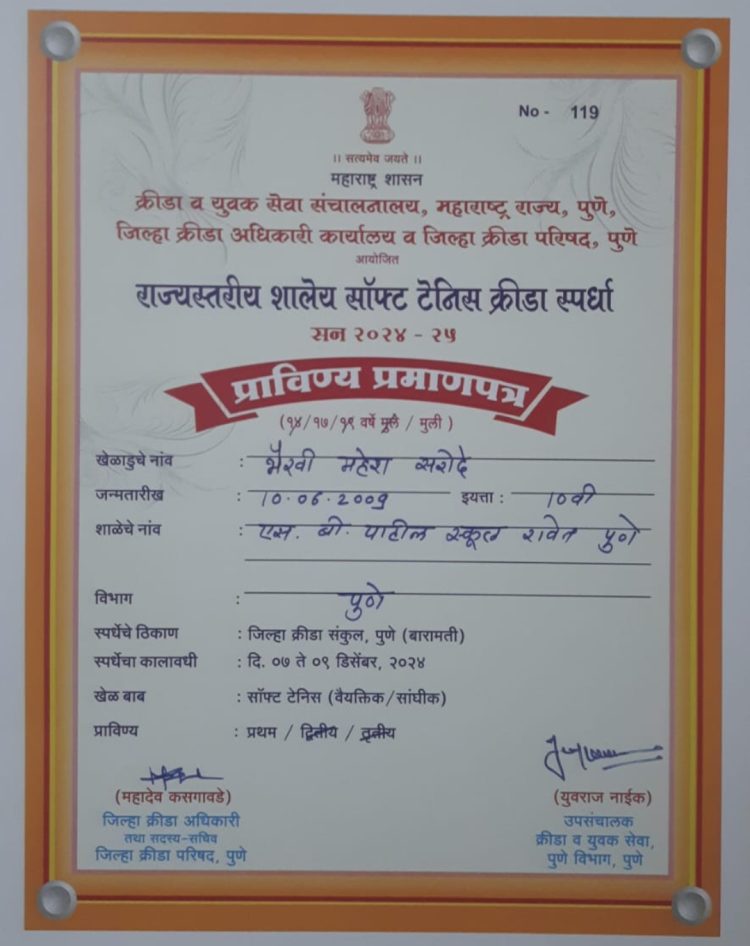 No - 119
।। सत्यमेव जयते ।।
महाराष्ट्र शासन
क्रीडा व युवक सेवा संचालनालय, महाराष्ट्र राज्य, पुणे,
जिल्हा क्रीडा अधिकारी कार्यालय व जिल्हा क्रीडा परिषद, पुणे
आयोजित
राज्यस्तरीय शालेय सॉफ्ट टेनिस क्रीडा स्पर्धा
सन २०२४ - २५
प्राविण्य प्रमाणपत्र
(१४/१७/१९ वर्षे मुले / मुली )
खेळाडुचे नांव : भैरवी महेश सरोदे
जन्मतारीख : 10.06.2009 इयत्ता : 10वी
शाळेचे नांव : एस. बी. पाटील स्कूल रावेत पुणे
विभाग : पुणे
स्पर्धेचे ठिकाण : जिल्हा क्रीडा संकुल, पुणे (बारामती)
स्पर्धेचा कालावधी : दि. ०७ ते ०९ डिसेंबर, २०२४
खेळ बाब : सॉफ्ट टेनिस (वैयक्तिक/सांघीक)
प्राविण्य : प्रथम / द्वितीय / तृतीय
(महादेव कसगावडे)
जिल्हा क्रीडा अधिकारी
तथा सदस्य-सचिव
जिल्हा क्रीडा परिषद, पुणे
(युवराज नाईक)
उपसंचालक
क्रीडा व युवक सेवा,
पुणे विभाग, पुणे